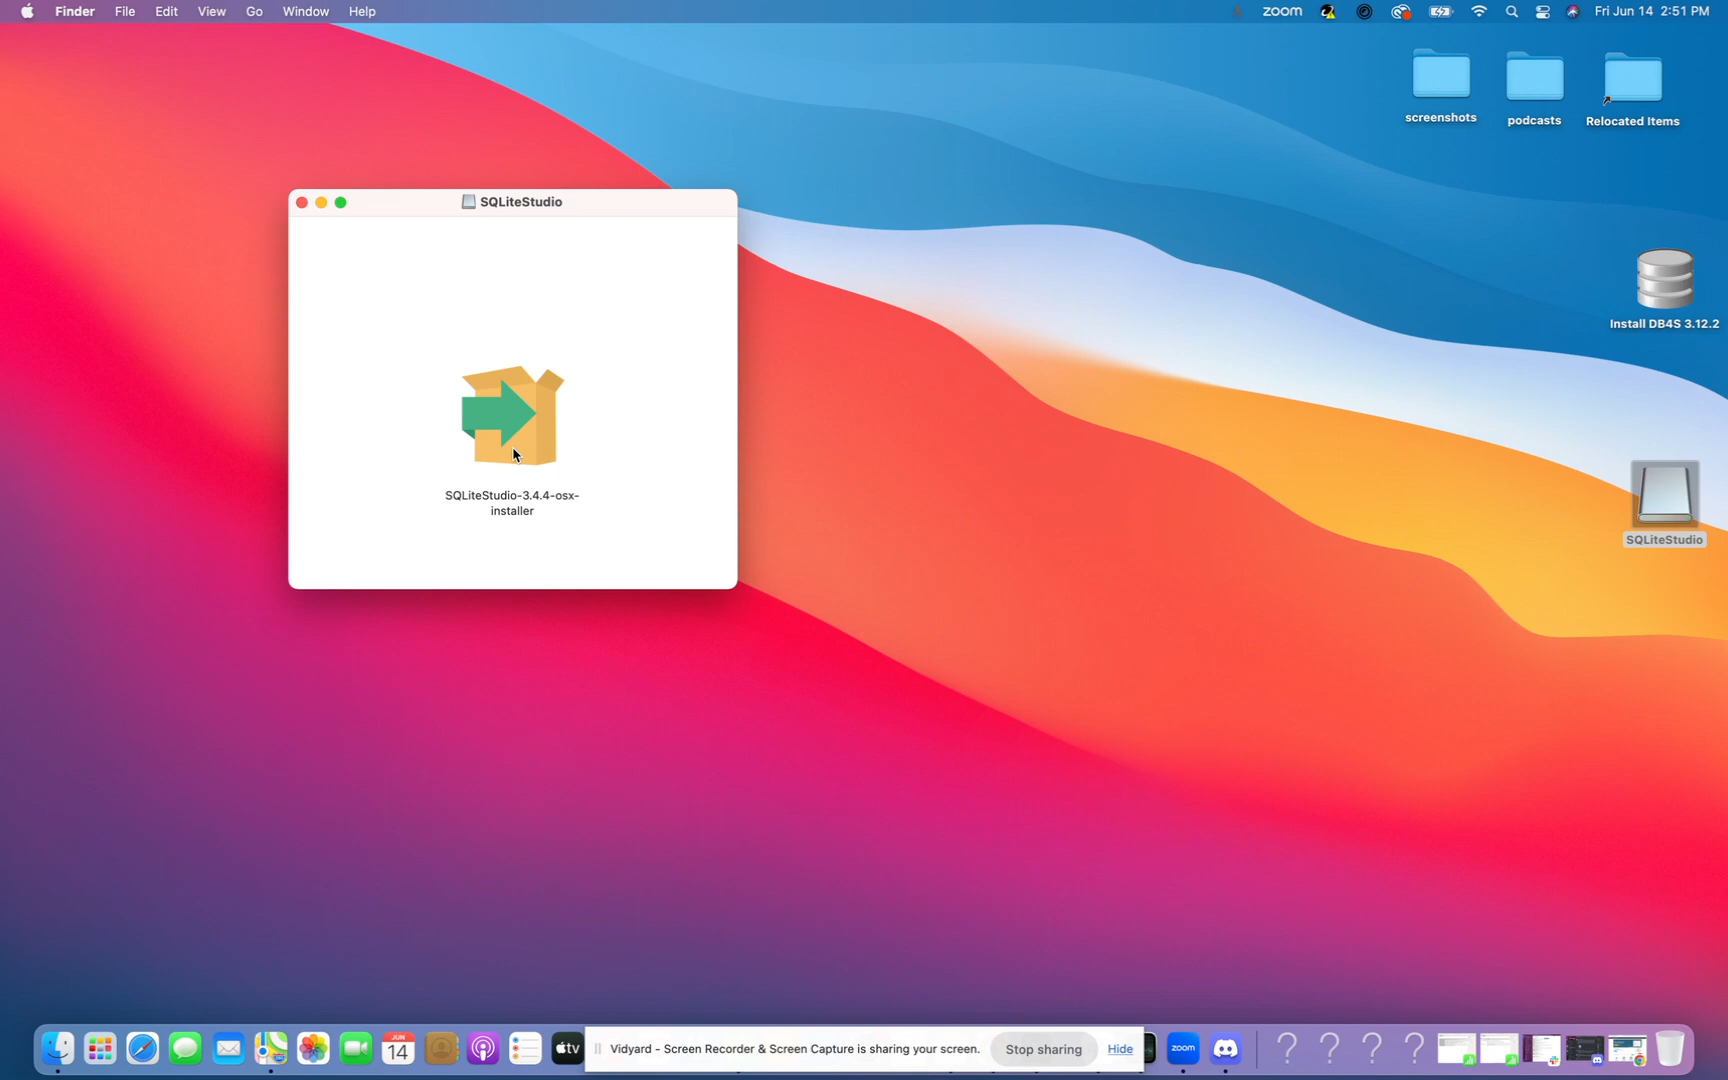 Finder File Edit View Go Window Help zoom Fri Jun 14 2:51 PM
screenshots podcasts Relocated Items
SQLiteStudio
Install DB4S 3.12.2
SQLiteStudio-3.4.4-osx-
installer
SQLiteStudio
JUN
14
tv
Vidyard - Screen Recorder & Screen Capture is sharing your screen. Stop sharing Hide
zoom
? ? ? ?